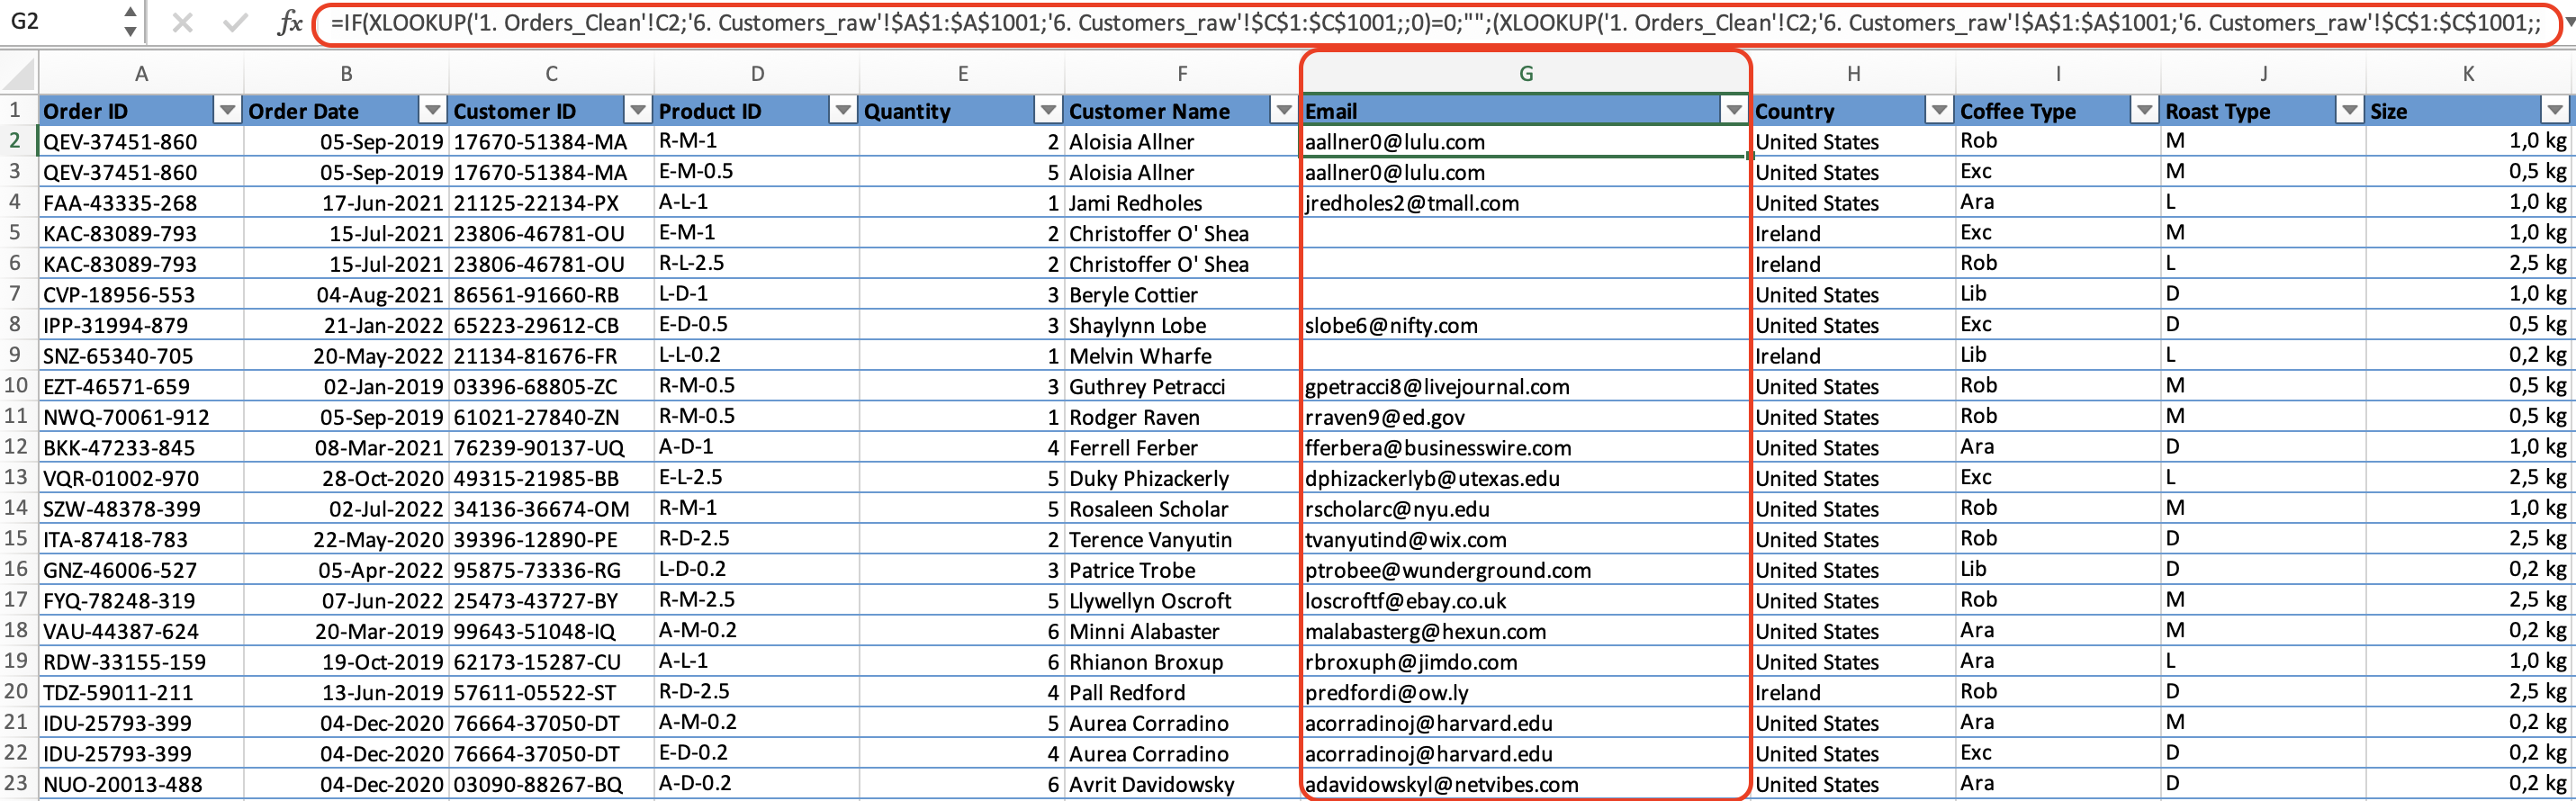 G2 fx =IF(XLOOKUP('1. Orders_Clean'!C2;'6. Customers_raw'!$A$1:$A$1001;'6. Customers_raw'!$C$1:$C$1001;;0)=0;"";(XLOOKUP('1. Orders_Clean'!C2;'6. Customers_raw'!$A$1:$A$1001;'6. Customers_raw'!$C$1:$C$1001;;
A B C D E F G H I J K
1 Order ID Order Date Customer ID Product ID Quantity Customer Name Email Country Coffee Type Roast Type Size
2 QEV-37451-860 05-Sep-2019 17670-51384-MA R-M-1 2 Aloisia Allner aallner0@lulu.com United States Rob M 1,0 kg
3 QEV-37451-860 05-Sep-2019 17670-51384-MA E-M-0.5 5 Aloisia Allner aallner0@lulu.com United States Exc M 0,5 kg
4 FAA-43335-268 17-Jun-2021 21125-22134-PX A-L-1 1 Jami Redholes jredholes2@tmall.com United States Ara L 1,0 kg
5 KAC-83089-793 15-Jul-2021 23806-46781-OU E-M-1 2 Christoffer O' Shea Ireland Exc M 1,0 kg
6 KAC-83089-793 15-Jul-2021 23806-46781-OU R-L-2.5 2 Christoffer O' Shea Ireland Rob L 2,5 kg
7 CVP-18956-553 04-Aug-2021 86561-91660-RB L-D-1 3 Beryle Cottier United States Lib D 1,0 kg
8 IPP-31994-879 21-Jan-2022 65223-29612-CB E-D-0.5 3 Shaylynn Lobe slobe6@nifty.com United States Exc D 0,5 kg
9 SNZ-65340-705 20-May-2022 21134-81676-FR L-L-0.2 1 Melvin Wharfe Ireland Lib L 0,2 kg
10 EZT-46571-659 02-Jan-2019 03396-68805-ZC R-M-0.5 3 Guthrey Petracci gpetracci8@livejournal.com United States Rob M 0,5 kg
11 NWQ-70061-912 05-Sep-2019 61021-27840-ZN R-M-0.5 1 Rodger Raven rraven9@ed.gov United States Rob M 0,5 kg
12 BKK-47233-845 08-Mar-2021 76239-90137-UQ A-D-1 4 Ferrell Ferber fferbera@businesswire.com United States Ara D 1,0 kg
13 VQR-01002-970 28-Oct-2020 49315-21985-BB E-L-2.5 5 Duky Phizackerly dphizackerlyb@utexas.edu United States Exc L 2,5 kg
14 SZW-48378-399 02-Jul-2022 34136-36674-OM R-M-1 5 Rosaleen Scholar rscholarc@nyu.edu United States Rob M 1,0 kg
15 ITA-87418-783 22-May-2020 39396-12890-PE R-D-2.5 2 Terence Vanyutin tvanyutind@wix.com United States Rob D 2,5 kg
16 GNZ-46006-527 05-Apr-2022 95875-73336-RG L-D-0.2 3 Patrice Trobe ptrobee@wunderground.com United States Lib D 0,2 kg
17 FYQ-78248-319 07-Jun-2022 25473-43727-BY R-M-2.5 5 Llywellyn Oscroft loscroftf@ebay.co.uk United States Rob M 2,5 kg
18 VAU-44387-624 20-Mar-2019 99643-51048-IQ A-M-0.2 6 Minni Alabaster malabasterg@hexun.com United States Ara M 0,2 kg
19 RDW-33155-159 19-Oct-2019 62173-15287-CU A-L-1 6 Rhianon Broxup rbroxuph@jimdo.com United States Ara L 1,0 kg
20 TDZ-59011-211 13-Jun-2019 57611-05522-ST R-D-2.5 4 Pall Redford predfordi@ow.ly Ireland Rob D 2,5 kg
21 IDU-25793-399 04-Dec-2020 76664-37050-DT A-M-0.2 5 Aurea Corradino acorradinoj@harvard.edu United States Ara M 0,2 kg
22 IDU-25793-399 04-Dec-2020 76664-37050-DT E-D-0.2 4 Aurea Corradino acorradinoj@harvard.edu United States Exc D 0,2 kg
23 NUO-20013-488 04-Dec-2020 03090-88267-BQ A-D-0.2 6 Avrit Davidowsky adavidowskyl@netvibes.com United States Ara D 0,2 kg